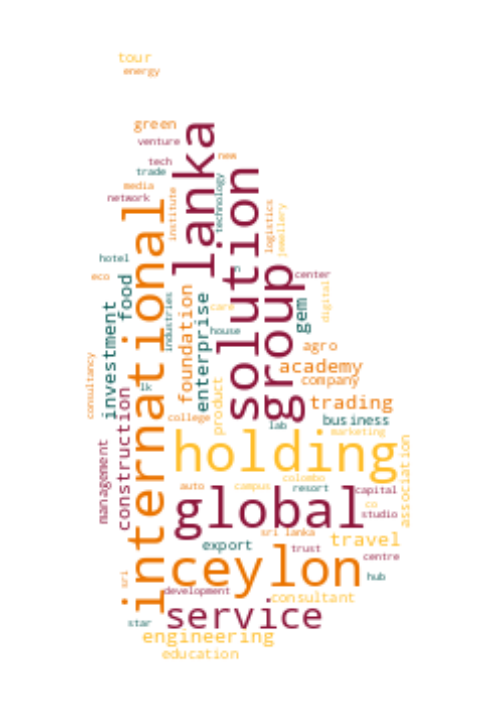 tour
energy
green
venture
new
tech
trade
media
network
institute
technology
logistics
jewellery
lanka
solution
international
group
hotel
eco
food
investment
industries
foundation
enterprise
care
house
gem
center
digital
agro
academy
company
trading
business
consultancy
lk
product
college
lab
marketing
construction
management
holding
association
auto
campus
colombo
resort
capital
co
studio
global
sri lanka
travel
export
trust
centre
ceylon
hub
sri
development
consultant
service
star
engineering
education